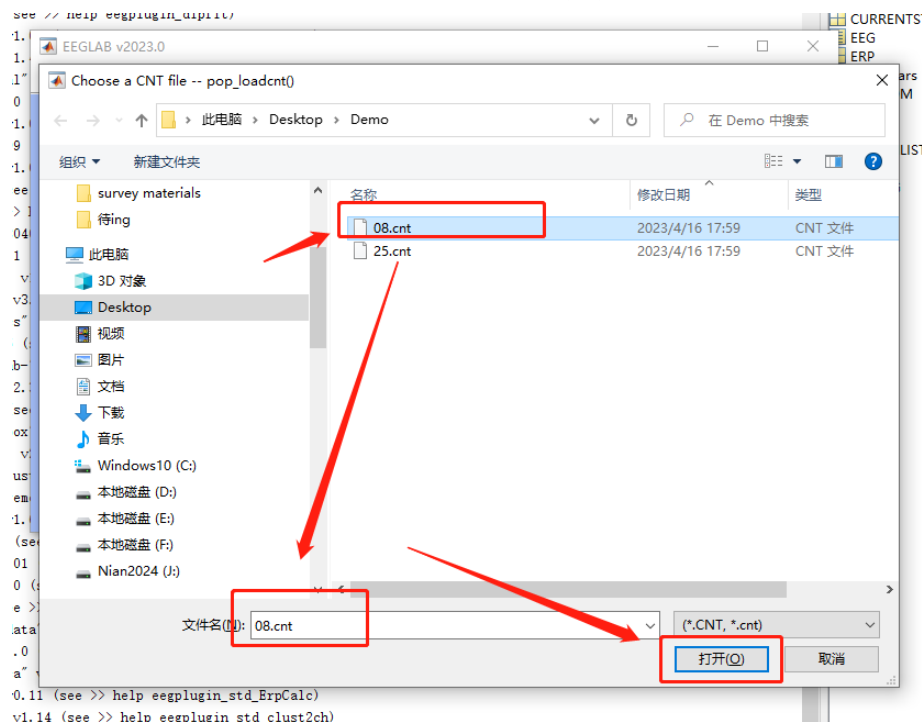 see >> help eegplugin_dipfit)
CURRENTS
EEGLAB v2023.0
EEG
ERP
Choose a CNT file -- pop_loadcnt()
此电脑 > Desktop > Demo
在 Demo 中搜索
组织
新建文件夹
survey materials
待ing
此电脑
3D 对象
Desktop
视频
图片
文档
下载
音乐
Windows10 (C:)
本地磁盘 (D:)
本地磁盘 (E:)
本地磁盘 (F:)
Nian2024 (J:)
名称
修改日期
类型
08.cnt
2023/4/16 17:59
CNT 文件
25.cnt
2023/4/16 17:59
CNT 文件
文件名(N):
08.cnt
(*.CNT, *.cnt)
打开(O)
取消
v0.11 (see >> help eegplugin_std_ErpCalc)
v1.14 (see >> help eegplugin_std_clust2ch)